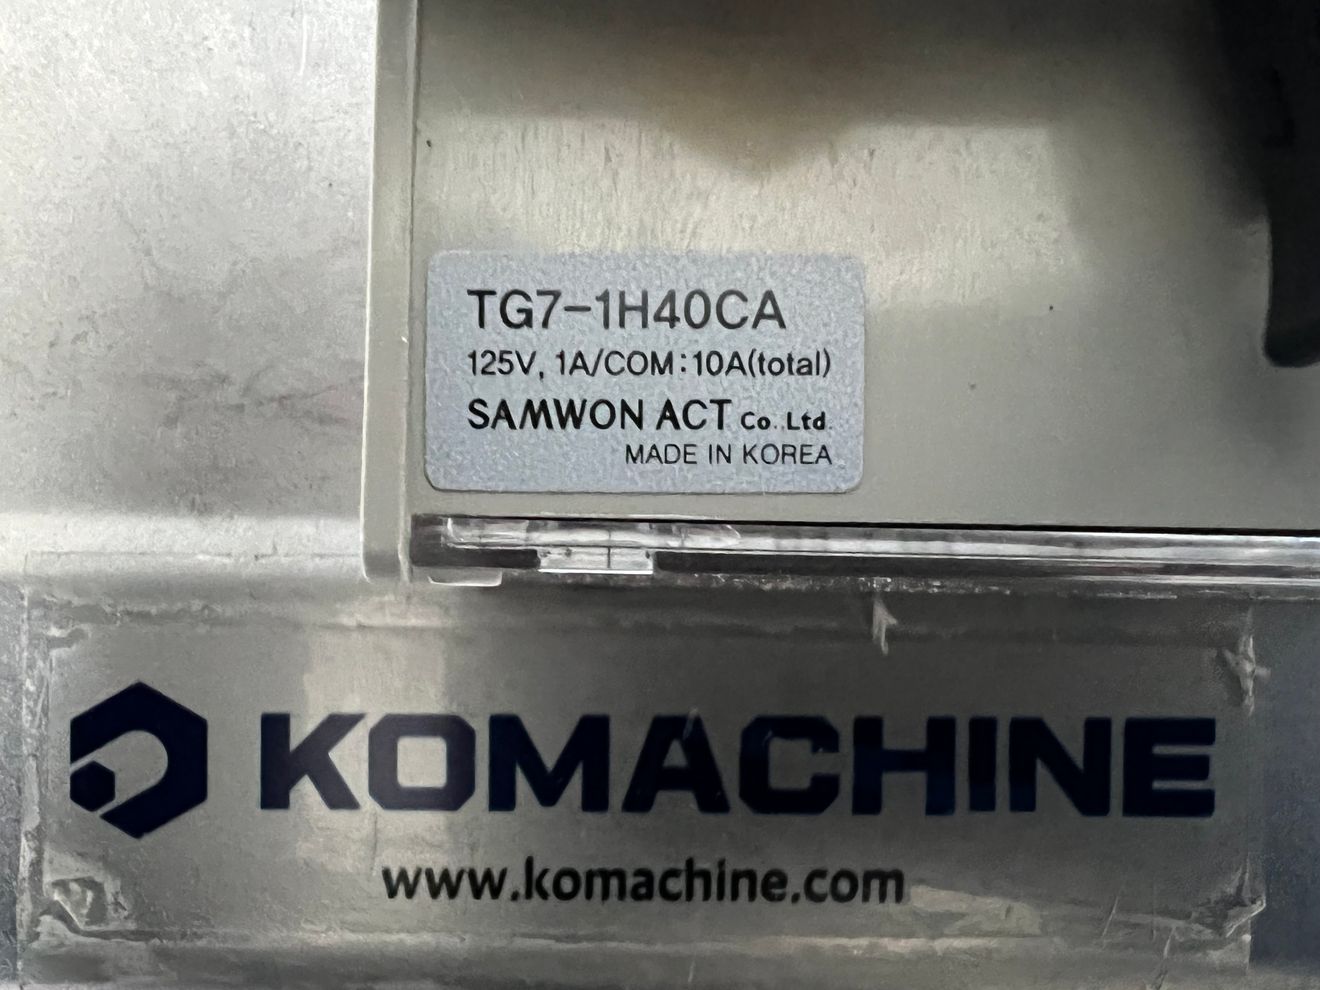 TG7-1H40CA
125V, 1A/COM:10A(total)
SAMWON ACT Co. Ltd.
MADE IN KOREA
KOMACHINE
www.komachine.com